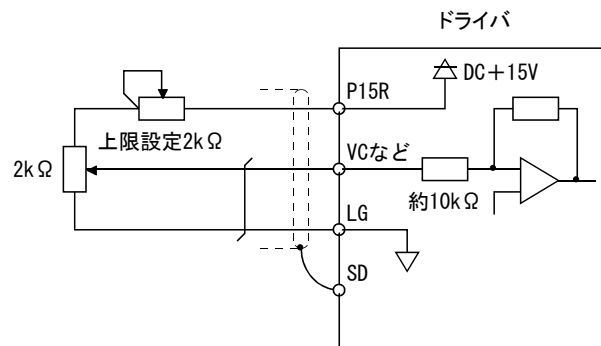 ドライバ
P15R
DC+15V
上限設定2kΩ
2kΩ
VCなど
約10kΩ
LG
SD